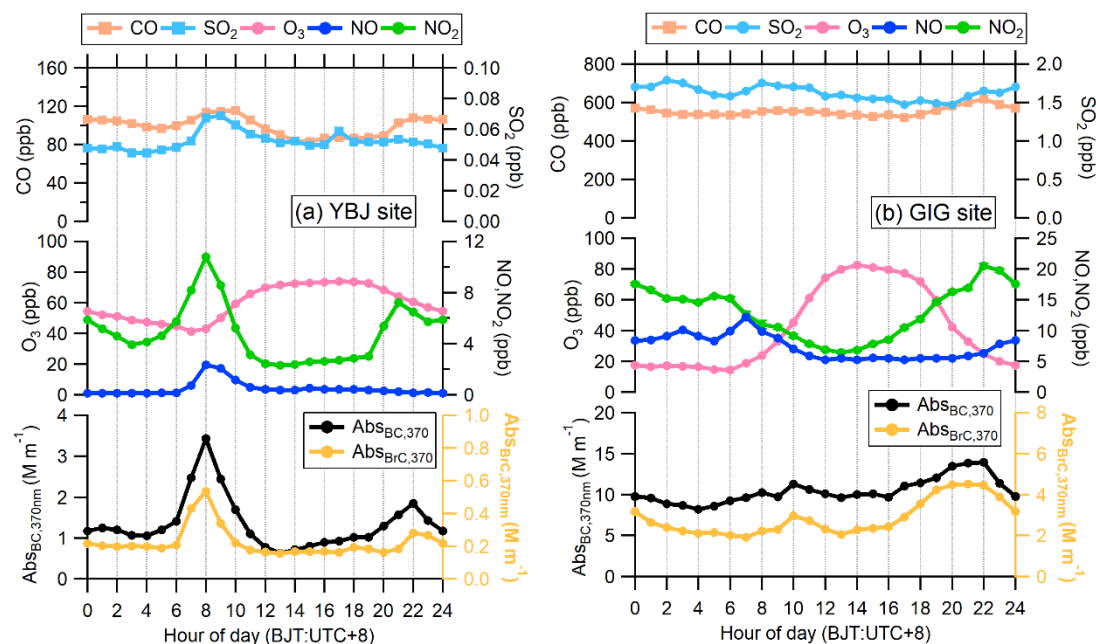 CO SO2 O3 NO NO2
160
120
80
40
0
CO (ppb)
0.10
0.08
0.06
0.04
0.02
0.00
SO2 (ppb)
(a) YBJ site
100
80
60
40
20
0
O3 (ppb)
12
8
4
0
NO,NO2 (ppb)
4
3
2
1
0
AbsBC,370nm (M m-1)
AbsBC,370
AbsBrC,370
1.0
0.8
0.6
0.4
0.2
0.0
AbsBrC,370nm (M m-1)
0 2 4 6 8 10 12 14 16 18 20 22 24
Hour of day (BJT:UTC+8)
CO SO2 O3 NO NO2
800
600
400
200
0
CO (ppb)
2.0
1.5
1.0
0.5
0.0
SO2 (ppb)
(b) GIG site
100
80
60
40
20
0
O3 (ppb)
25
20
15
10
5
0
NO,NO2 (ppb)
20
15
10
5
0
AbsBC,370nm (M m-1)
AbsBC,370
AbsBrC,370
8
6
4
2
0
AbsBrC,370nm (M m-1)
0 2 4 6 8 10 12 14 16 18 20 22 24
Hour of day (BJT:UTC+8)